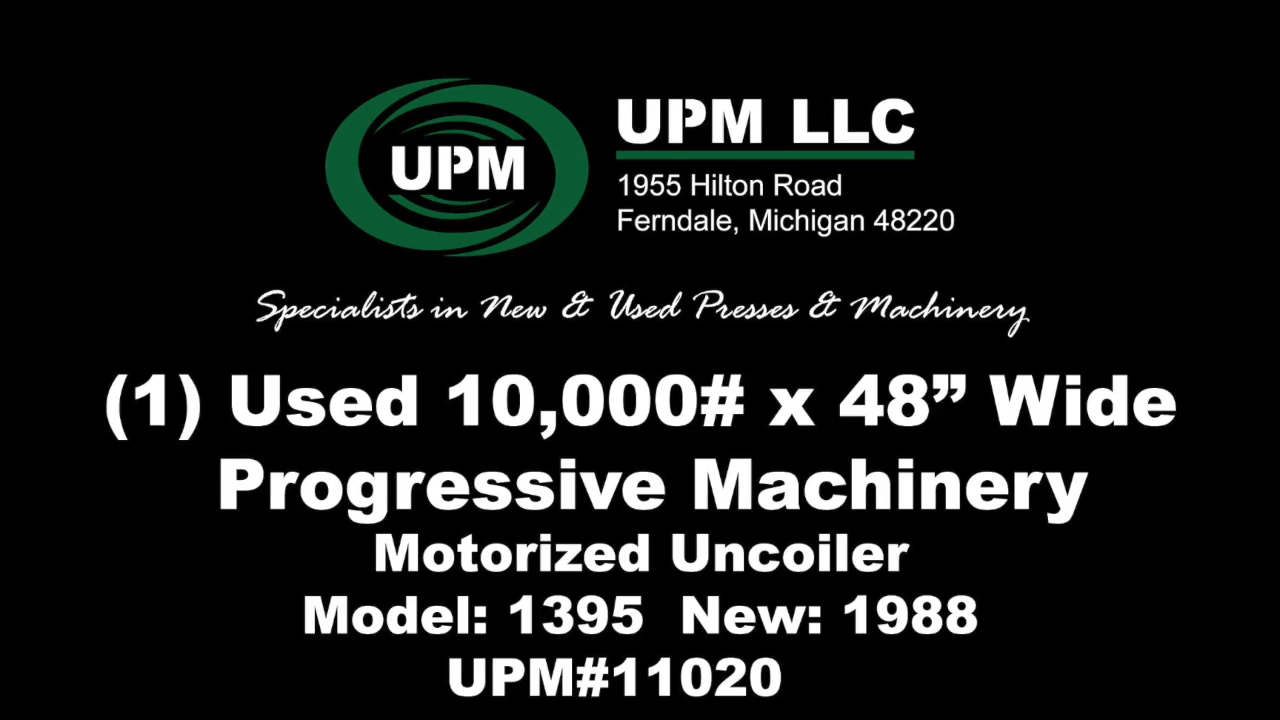 UPM
UPM LLC
1955 Hilton Road
Ferndale, Michigan 48220
Specialists in New & Used Presses & Machinery
(1) Used 10,000# x 48” Wide
Progressive Machinery
Motorized Uncoiler
Model: 1395 New: 1988
UPM#11020